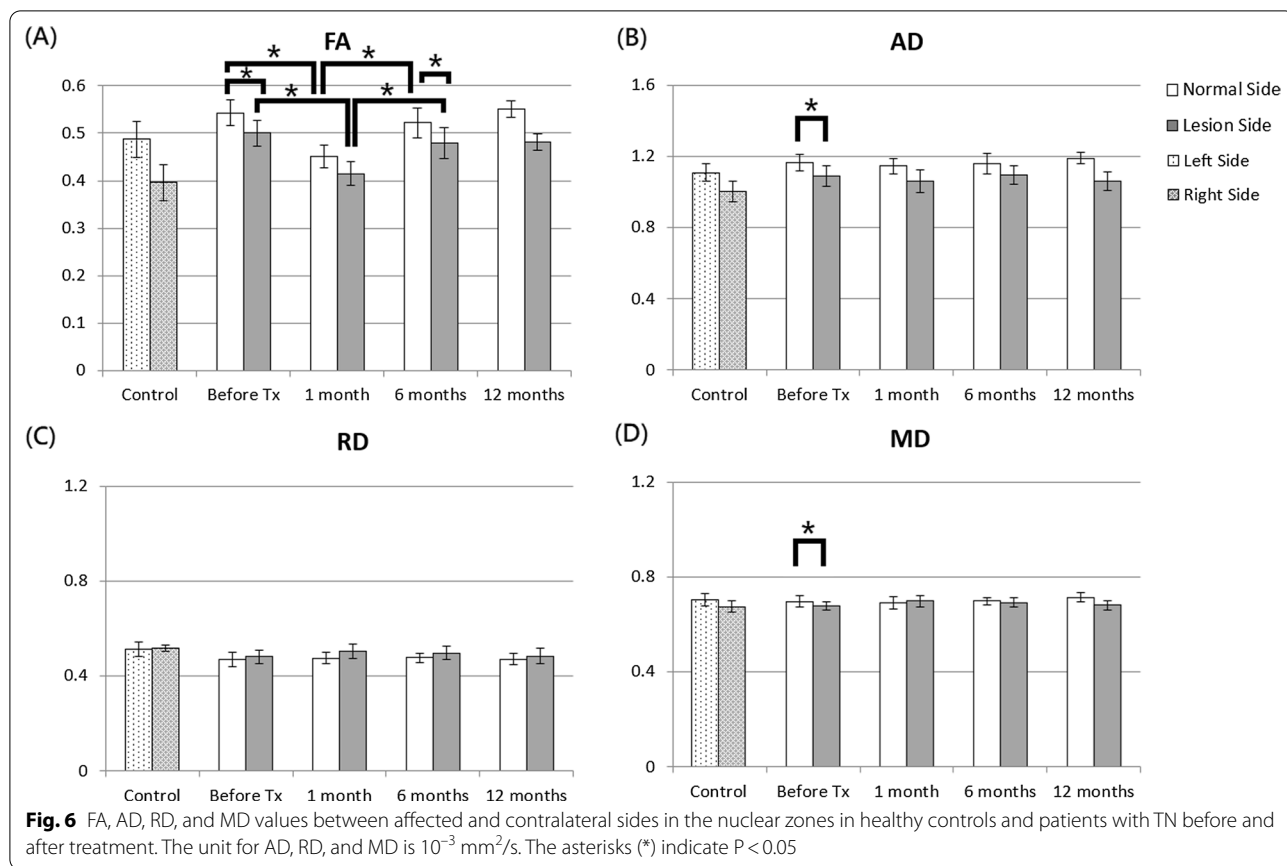 (A)
FA
* * *
* * *
0.6
0.5
0.4
0.3
0.2
0.1
0
Control Before Tx 1 month 6 months 12 months
(B)
AD
*
1.6
1.2
0.8
0.4
0
Control Before Tx 1 month 6 months 12 months
Normal Side
Lesion Side
Left Side
Right Side
(C)
RD
1.2
0.8
0.4
0
Control Before Tx 1 month 6 months 12 months
(D)
MD
*
1.2
0.8
0.4
0
Control Before Tx 1 month 6 months 12 months
Fig. 6 FA, AD, RD, and MD values between affected and contralateral sides in the nuclear zones in healthy controls and patients with TN before and
after treatment. The unit for AD, RD, and MD is 10⁻³ mm²/s. The asterisks (*) indicate P < 0.05